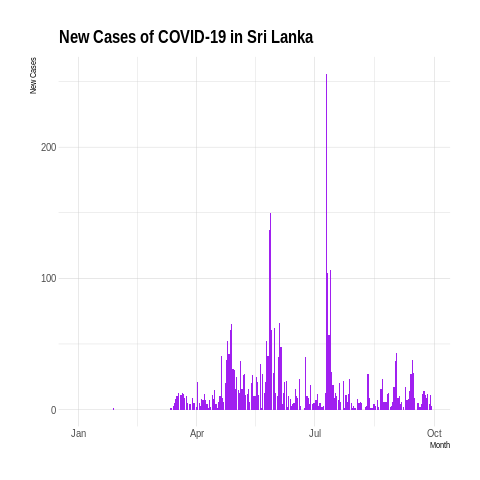 New Cases of COVID-19 in Sri Lanka
New Cases
200
100
0
Jan Apr Jul Oct
Month